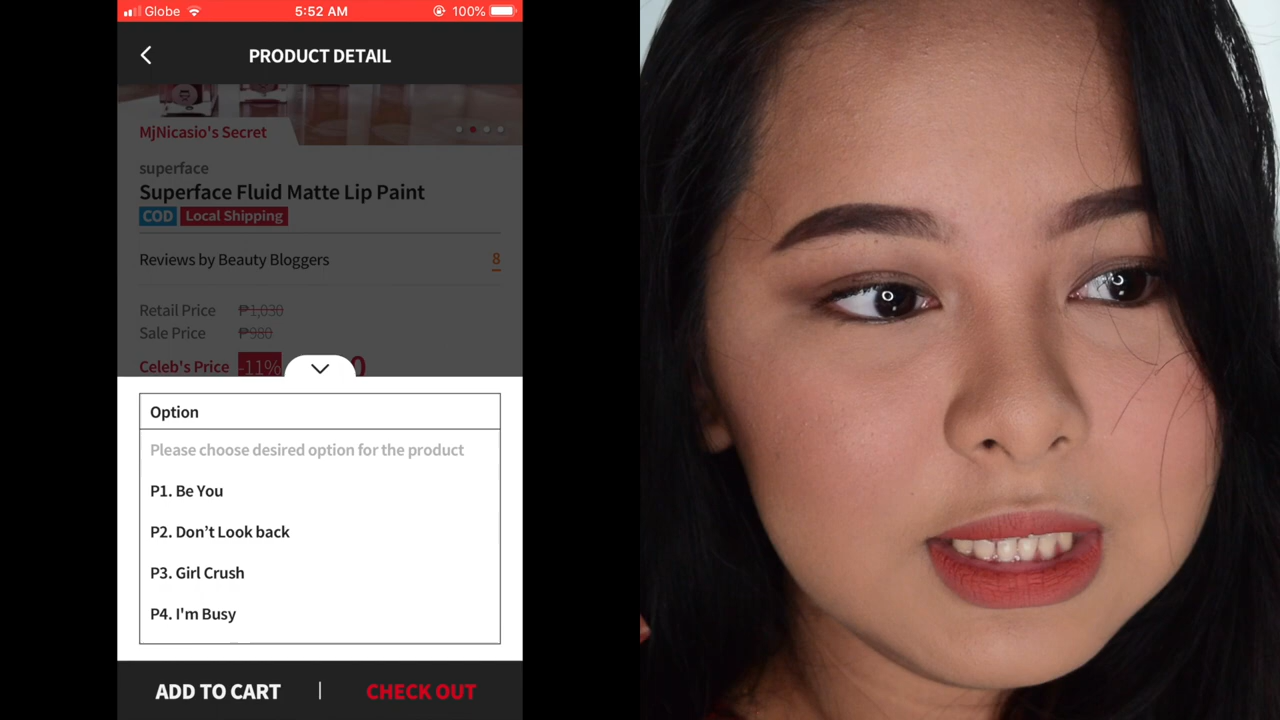 Globe 5:52 AM 100%
PRODUCT DETAIL
MjNicasio's Secret
superface
Superface Fluid Matte Lip Paint
COD Local Shipping
Reviews by Beauty Bloggers 8
Retail Price ₱1,030
Sale Price ₱980
Celeb's Price -11% 0
Option
Please choose desired option for the product
P1. Be You
P2. Don’t Look back
P3. Girl Crush
P4. I'm Busy
ADD TO CART | CHECK OUT